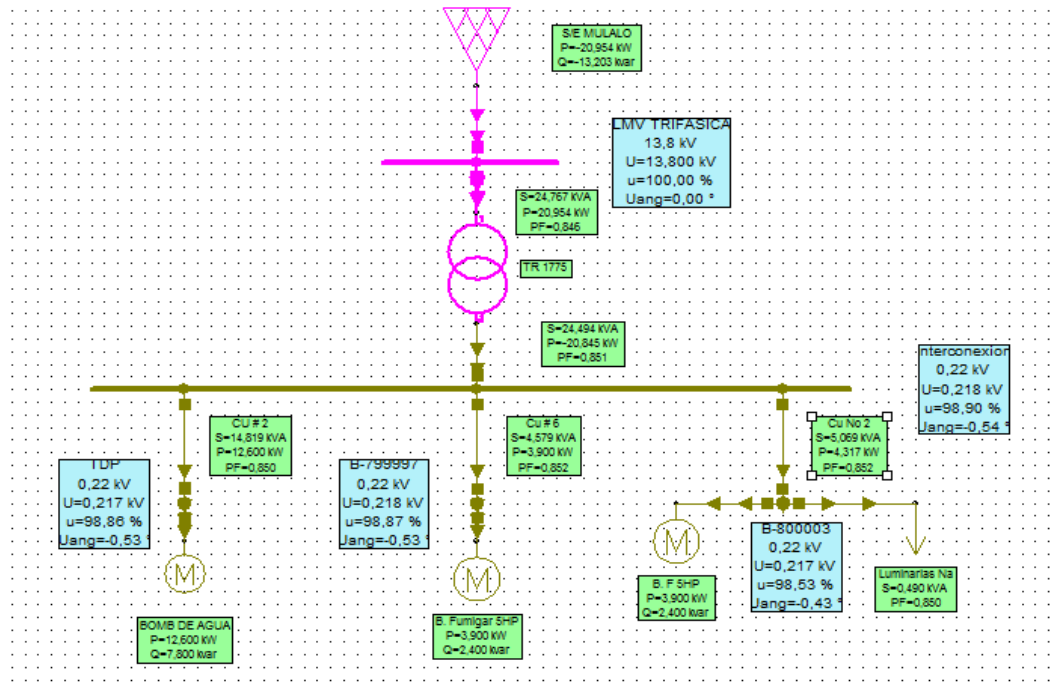 S/E MULALO
P=-20,954 kW
Q=-13,203 kvar
LMV TRIFASICA
13,8 kV
U=13,800 kV
u=100,00 %
Uang=0,00 °
S=24,767 kVA
P=20,954 kW
PF=0,846
TR 1775
S=24,494 kVA
P=-20,845 kW
PF=0,851
nterconexion
0,22 kV
U=0,218 kV
u=98,90 %
Uang=-0,54 °
CU # 2
S=14,819 kVA
P=12,600 kW
PF=0,850
Cu # 6
S=4,579 kVA
P=3,900 kW
PF=0,852
Cu No 2
S=5,069 kVA
P=4,317 kW
PF=0,852
TDP
0,22 kV
U=0,217 kV
u=98,86 %
Uang=-0,53 °
B-799997
0,22 kV
U=0,218 kV
u=98,87 %
Uang=-0,53 °
B-800003
0,22 kV
U=0,217 kV
u=98,53 %
Uang=-0,43 °
M
M
M
BOMB DE AGUA
P=12,600 kW
Q=7,800 kvar
B. Fumigar 5HP
P=3,900 kW
Q=2,400 kvar
B. F 5HP
P=3,900 kW
Q=2,400 kvar
Luminarias Na
S=0,490 kVA
PF=0,850